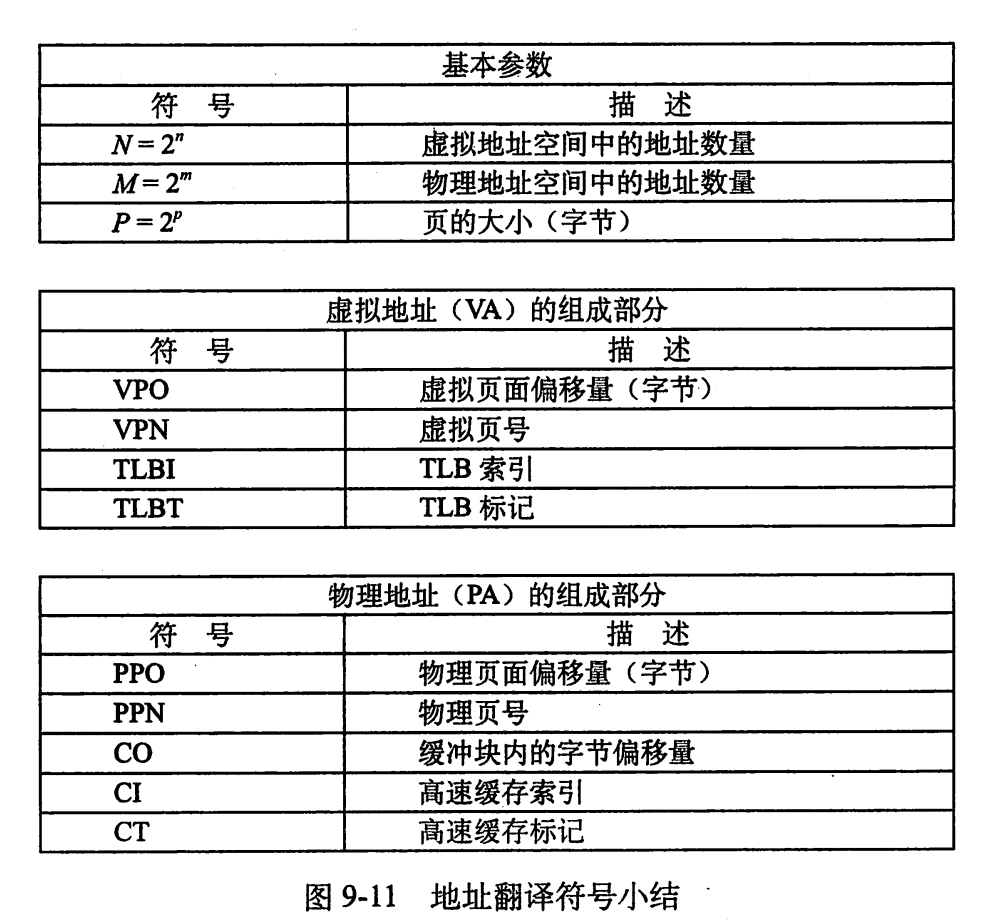 基本参数
符 号 描 述
N = 2ⁿ 虚拟地址空间中的地址数量
M = 2ᵐ 物理地址空间中的地址数量
P = 2ᵖ 页的大小（字节）
虚拟地址（VA）的组成部分
符 号 描 述
VPO 虚拟页面偏移量（字节）
VPN 虚拟页号
TLBI TLB 索引
TLBT TLB 标记
物理地址（PA）的组成部分
符 号 描 述
PPO 物理页面偏移量（字节）
PPN 物理页号
CO 缓冲块内的字节偏移量
CI 高速缓存索引
CT 高速缓存标记
图 9-11 地址翻译符号小结